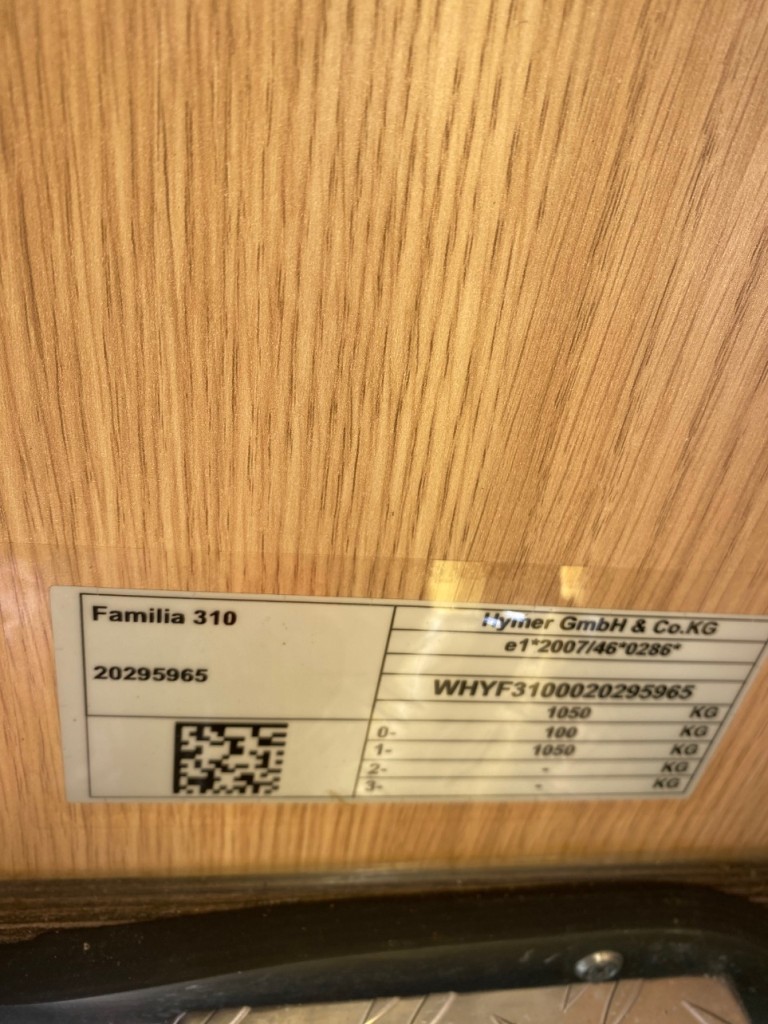 Familia 310
20295965
Hymer GmbH & Co.KG
e1*2007/46*0286*
WHYF3100020295965
1050 KG
0- 100 KG
1- 1050 KG
2- - KG
3- - KG